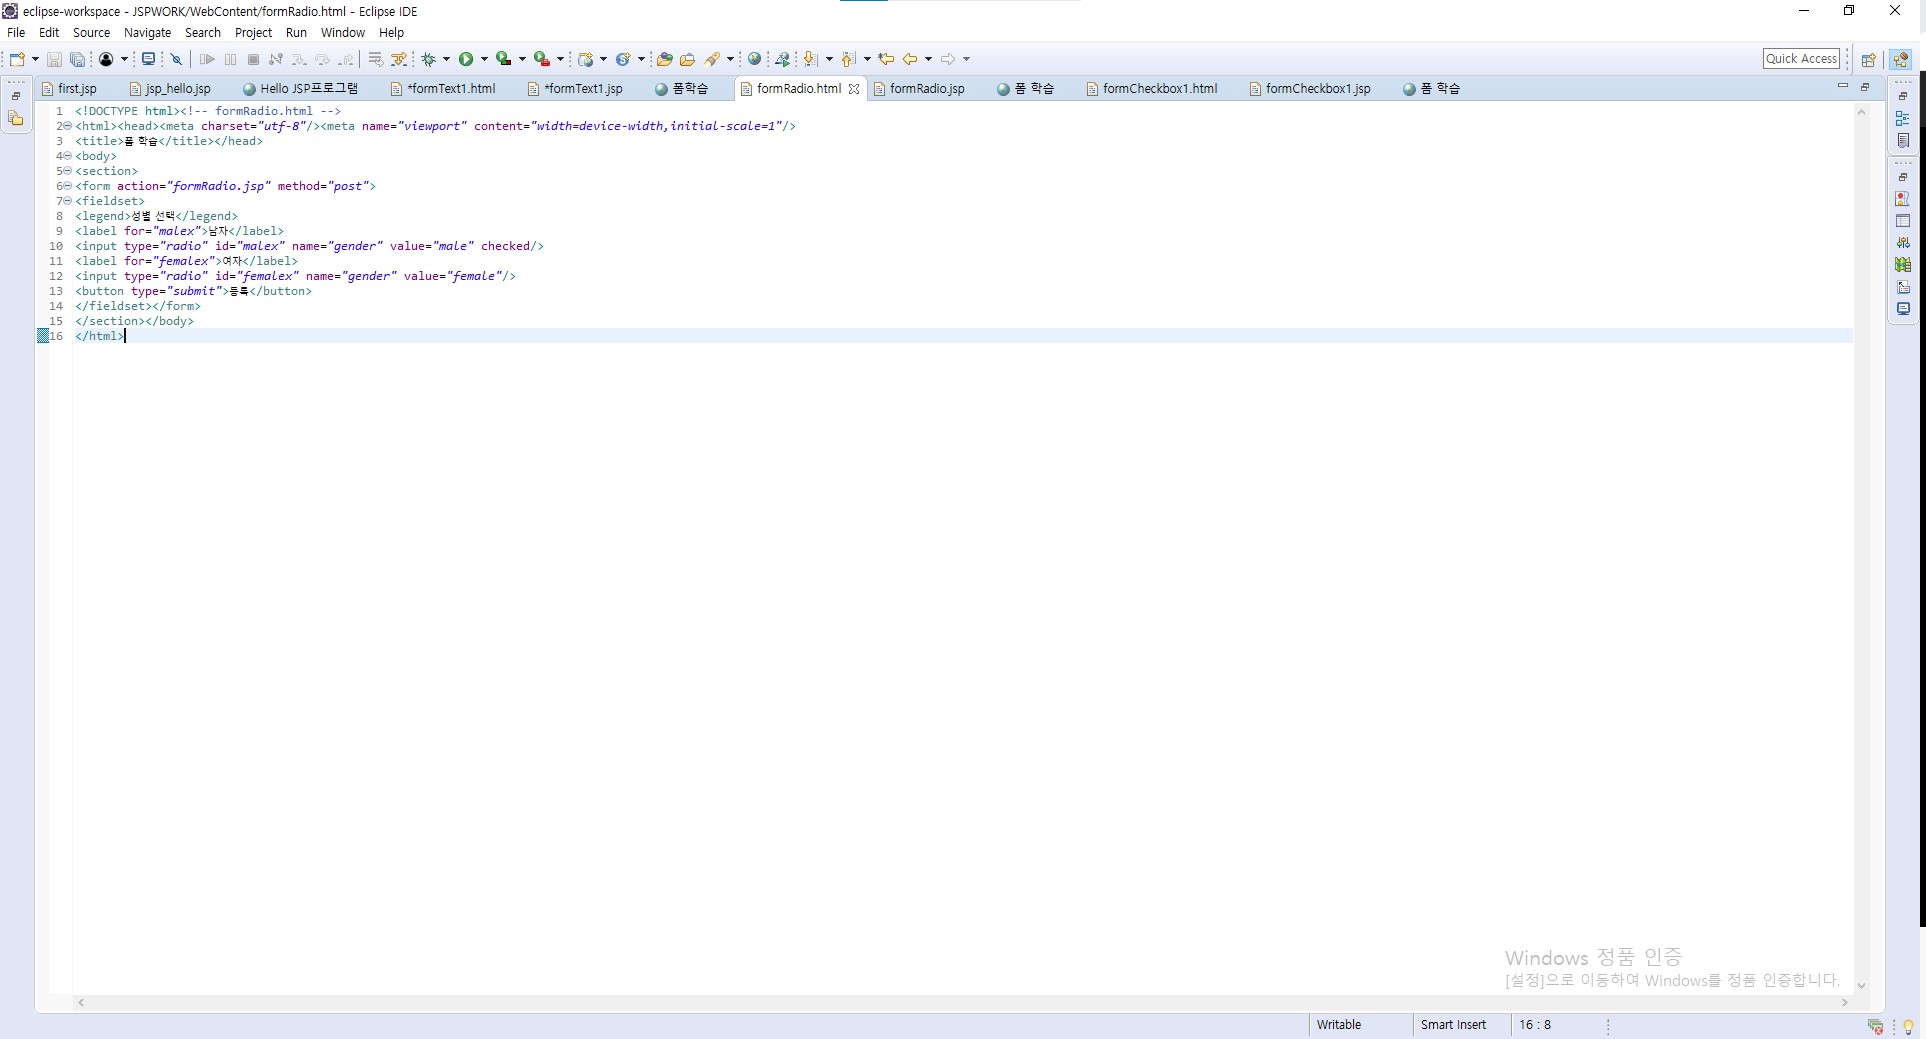 eclipse-workspace - JSPWORK/WebContent/formRadio.html - Eclipse IDE
File Edit Source Navigate Search Project Run Window Help
Quick Access
first.jsp jsp_hello.jsp Hello JSP프로그램 *formText1.html *formText1.jsp 폼학습 formRadio.html formRadio.jsp 폼 학습 formCheckbox1.html formCheckbox1.jsp 폼 학습
1 <!DOCTYPE html><!-- formRadio.html -->
2 <html><head><meta charset="utf-8"/><meta name="viewport" content="width=device-width,initial-scale=1"/>
3 <title>폼 학습</title></head>
4 <body>
5 <section>
6 <form action="formRadio.jsp" method="post">
7 <fieldset>
8 <legend>성별 선택</legend>
9 <label for="malex">남자</label>
10 <input type="radio" id="malex" name="gender" value="male" checked/>
11 <label for="femalex">여자</label>
12 <input type="radio" id="femalex" name="gender" value="female"/>
13 <button type="submit">등록</button>
14 </fieldset></form>
15 </section></body>
16 </html>
Windows 정품 인증
[설정]으로 이동하여 Windows를 정품 인증합니다.
Writable Smart Insert 16 : 8